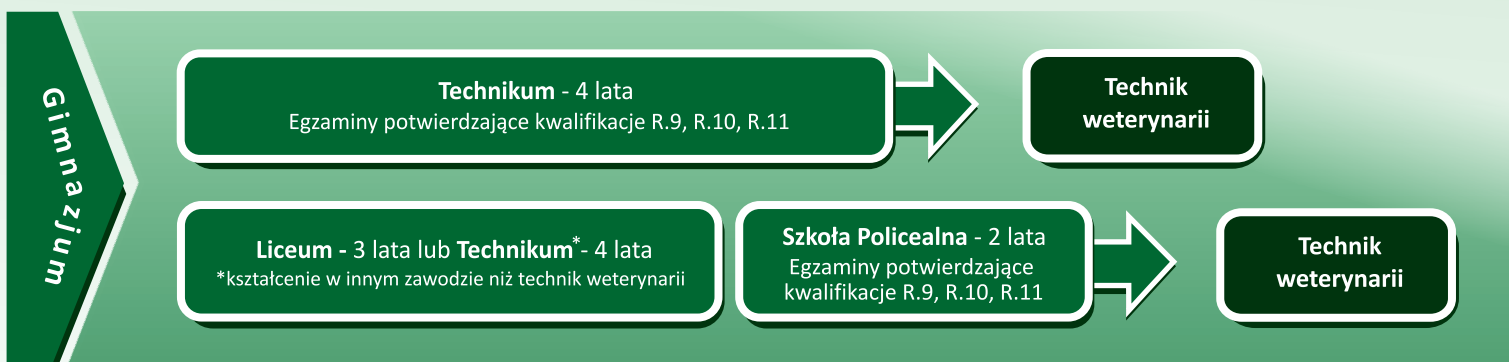 Gimnazjum
Technikum - 4 lata
Egzaminy potwierdzające kwalifikacje R.9, R.10, R.11
Technik
weterynarii
Liceum - 3 lata lub Technikum*- 4 lata
*kształcenie w innym zawodzie niż technik weterynarii
Szkoła Policealna - 2 lata
Egzaminy potwierdzające
kwalifikacje R.9, R.10, R.11
Technik
weterynarii